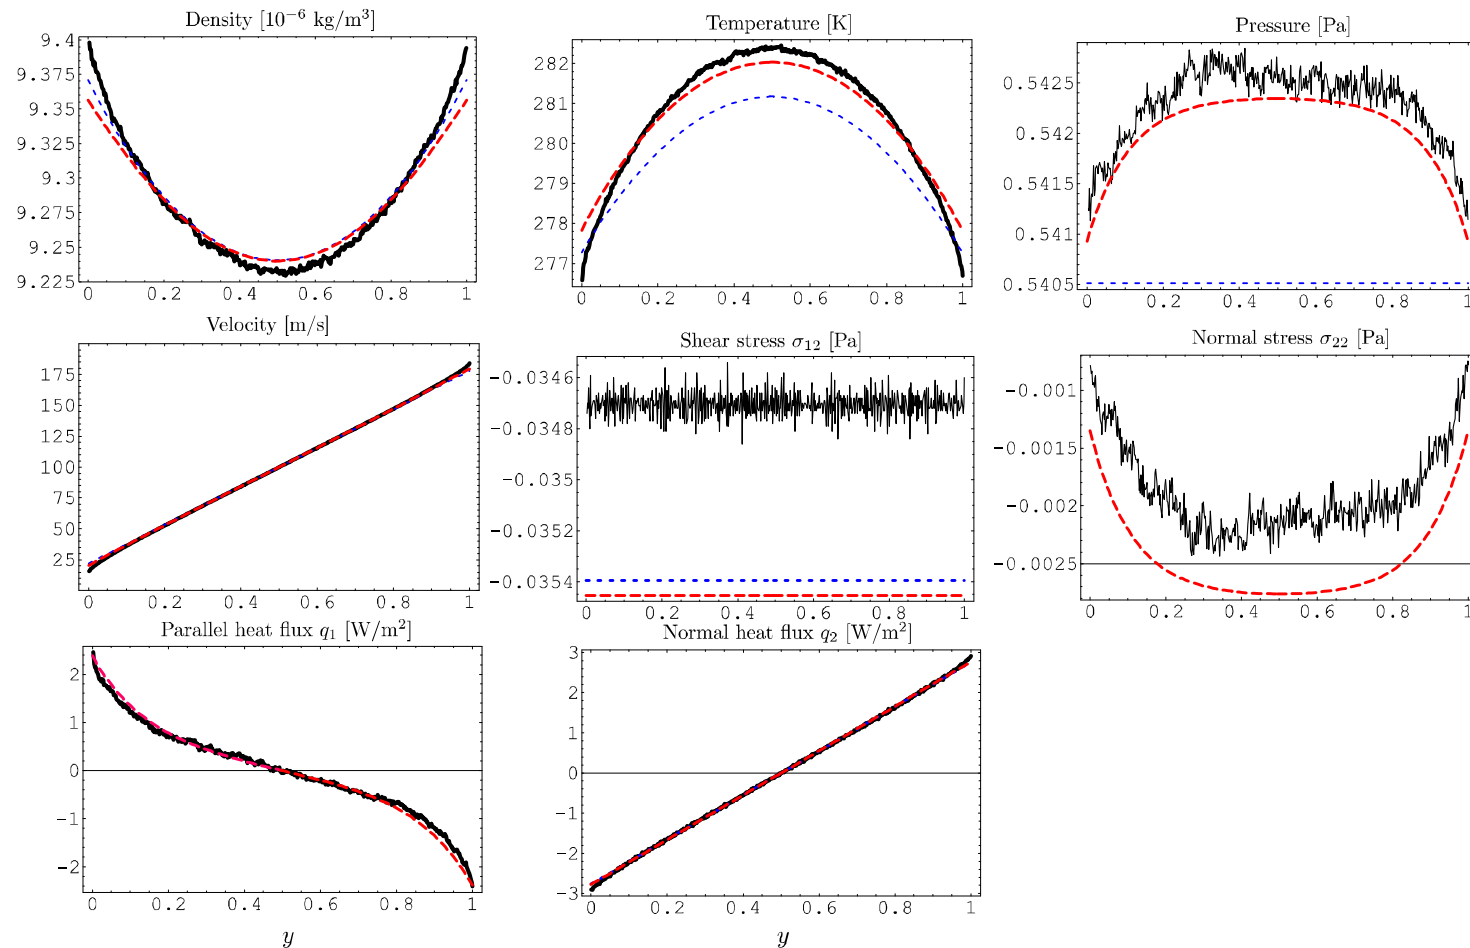 Density [10⁻⁶ kg/m³]
9.4
9.375
9.35
9.325
9.3
9.275
9.25
9.225
0 0.2 0.4 0.6 0.8 1
Temperature [K]
282
281
280
279
278
277
0 0.2 0.4 0.6 0.8 1
Pressure [Pa]
0.5425
0.542
0.5415
0.541
0.5405
0 0.2 0.4 0.6 0.8 1
Velocity [m/s]
175
150
125
100
75
50
25
0 0.2 0.4 0.6 0.8 1
Shear stress σ₁₂ [Pa]
-0.0346
-0.0348
-0.035
-0.0352
-0.0354
0 0.2 0.4 0.6 0.8 1
Normal stress σ₂₂ [Pa]
-0.001
-0.0015
-0.002
-0.0025
0 0.2 0.4 0.6 0.8 1
Parallel heat flux q₁ [W/m²]
2
1
0
-1
-2
0 0.2 0.4 0.6 0.8 1
y
Normal heat flux q₂ [W/m²]
3
2
1
0
-1
-2
-3
0 0.2 0.4 0.6 0.8 1
y